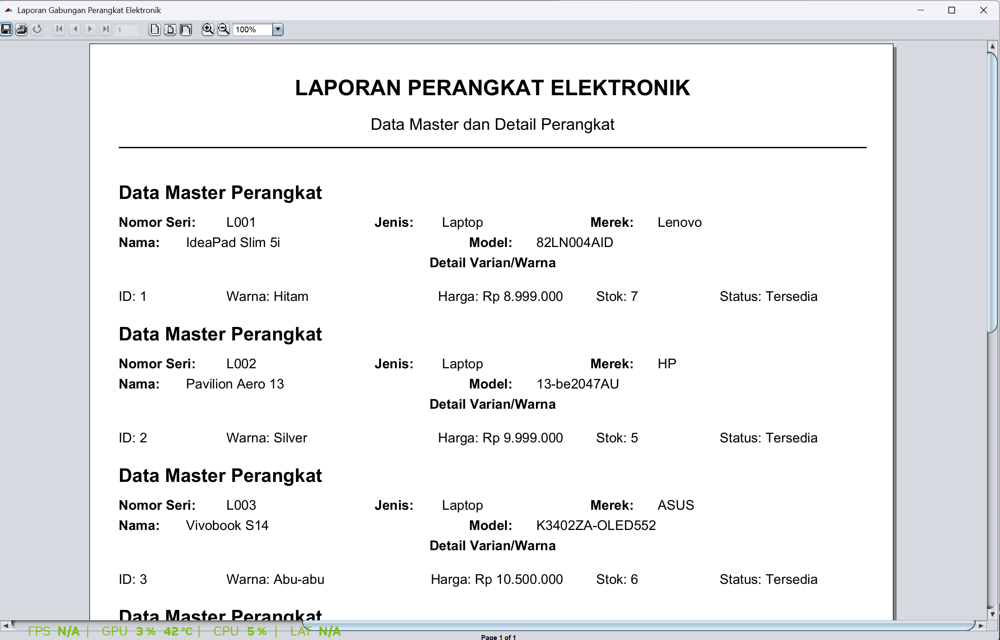 Laporan Gabungan Perangkat Elektronik
1 100%
LAPORAN PERANGKAT ELEKTRONIK
Data Master dan Detail Perangkat
Data Master Perangkat
Nomor Seri: L001 Jenis: Laptop Merek: Lenovo
Nama: IdeaPad Slim 5i Model: 82LN004AID
Detail Varian/Warna
ID: 1 Warna: Hitam Harga: Rp 8.999.000 Stok: 7 Status: Tersedia
Data Master Perangkat
Nomor Seri: L002 Jenis: Laptop Merek: HP
Nama: Pavilion Aero 13 Model: 13-be2047AU
Detail Varian/Warna
ID: 2 Warna: Silver Harga: Rp 9.999.000 Stok: 5 Status: Tersedia
Data Master Perangkat
Nomor Seri: L003 Jenis: Laptop Merek: ASUS
Nama: Vivobook S14 Model: K3402ZA-OLED552
Detail Varian/Warna
ID: 3 Warna: Abu-abu Harga: Rp 10.500.000 Stok: 6 Status: Tersedia
Data Master Perangkat
FPS N/A | GPU 3 % 42 °C | CPU 5 % | LAT N/A
Page 1 of 1